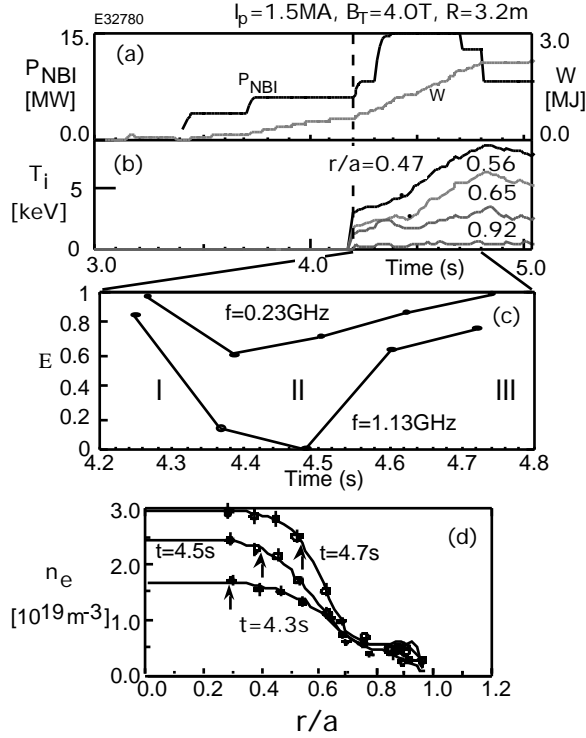 E32780
I_p=1.5MA, B_T=4.0T, R=3.2m
15.
(a)
3.0
P_NBI
[MW]
P_NBI
W
W
[MJ]
0.0
0.0
(b)
r/a=0.47
0.56
T_i
5
0.65
[keV]
0.92
0
3.0
4.0
Time (s)
5.0
1
f=0.23GHz
(c)
0.8
E
0.6
I
II
III
0.4
0.2
f=1.13GHz
0
4.2
4.3
4.4
4.5
4.6
4.7
4.8
Time (s)
3.0
(d)
t=4.5s
t=4.7s
n_e
2.0
[10^19m^-3]
1.0
t=4.3s
0.0
0.0
0.2
0.4
0.6
0.8
1.0
1.2
r/a